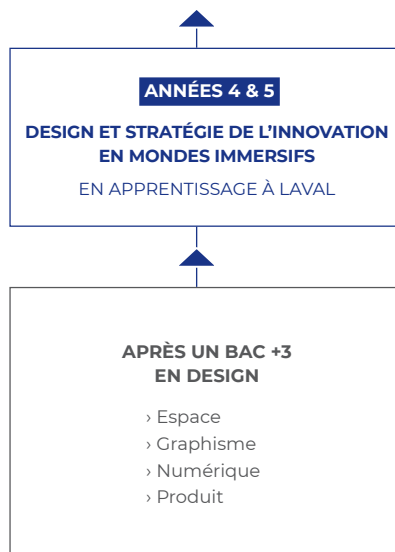 ANNÉES 4 & 5
DESIGN ET STRATÉGIE DE L’INNOVATION
EN MONDES IMMERSIFS
EN APPRENTISSAGE À LAVAL
APRÈS UN BAC +3
EN DESIGN
› Espace
› Graphisme
› Numérique
› Produit